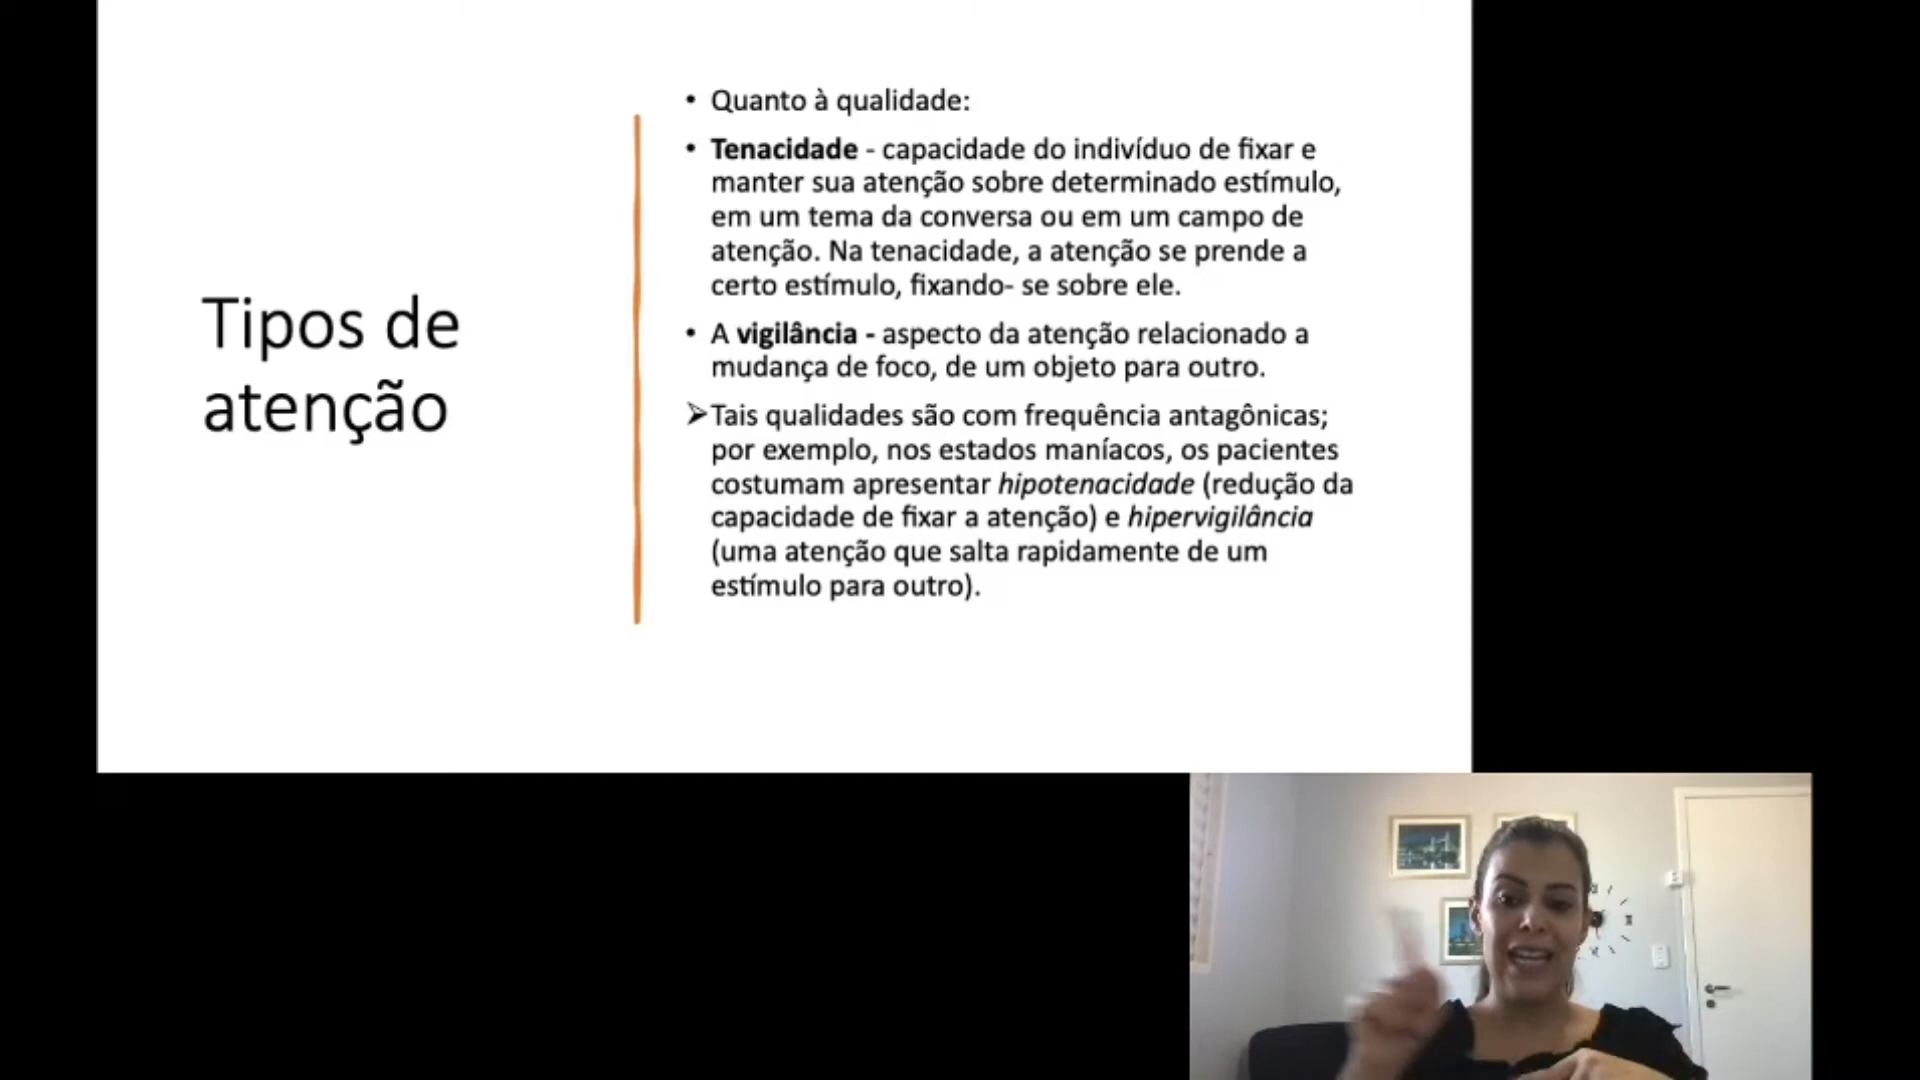 Tipos de
atenção
• Quanto à qualidade:
• Tenacidade - capacidade do indivíduo de fixar e
manter sua atenção sobre determinado estímulo,
em um tema da conversa ou em um campo de
atenção. Na tenacidade, a atenção se prende a
certo estímulo, fixando- se sobre ele.
• A vigilância - aspecto da atenção relacionado a
mudança de foco, de um objeto para outro.
➢Tais qualidades são com frequência antagônicas;
por exemplo, nos estados maníacos, os pacientes
costumam apresentar hipotenacidade (redução da
capacidade de fixar a atenção) e hipervigilância
(uma atenção que salta rapidamente de um
estímulo para outro).